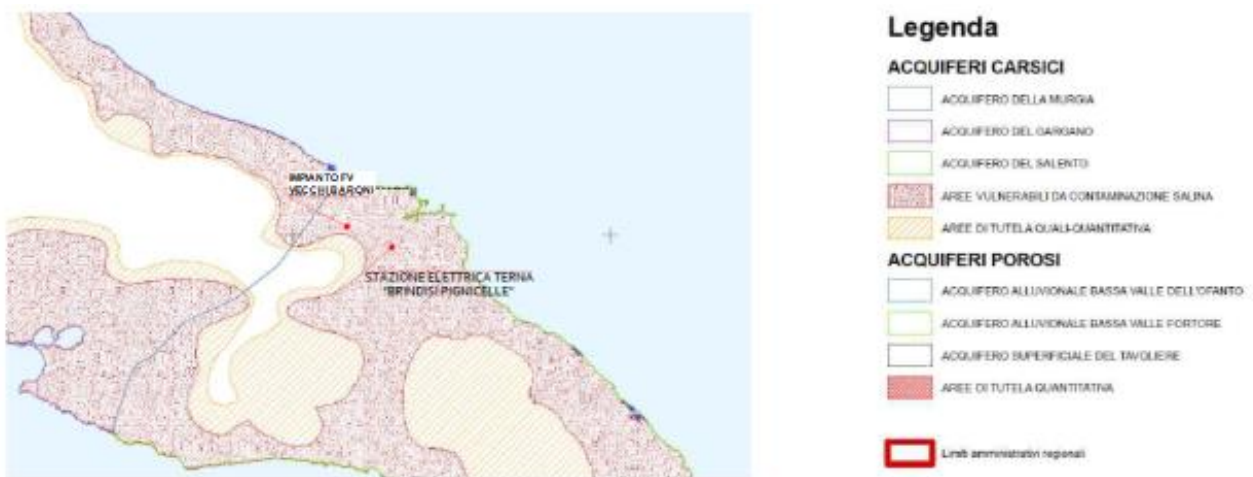 IMPIANTO FV
VECCHI BARONI
STAZIONE ELETTRICA TERNA
"BRINDISI PIGNICELLE"
Legenda
ACQUIFERI CARSICI
ACQUIFERO DELLA MURGIA
ACQUIFERO DEL GARGANO
ACQUIFERO DEL SALENTO
AREE VULNERABILI DA CONTAMINAZIONE SALINA
AREE DI TUTELA QUALI-QUANTITATIVA
ACQUIFERI POROSI
ACQUIFERO ALLUVIONALE BASSA VALLE DELL'OFANTO
ACQUIFERO ALLUVIONALE BASSA VALLE FORTORE
ACQUIFERO SUPERFICIALE DEL TAVOLIERE
AREE DI TUTELA QUANTITATIVA
Limiti amministrativi regionali